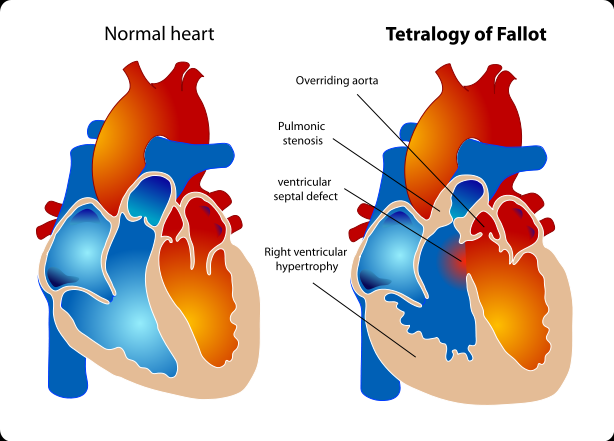 Normal heart
Tetralogy of Fallot
Overriding aorta
Pulmonic
stenosis
ventricular
septal defect
Right ventricular
hypertrophy